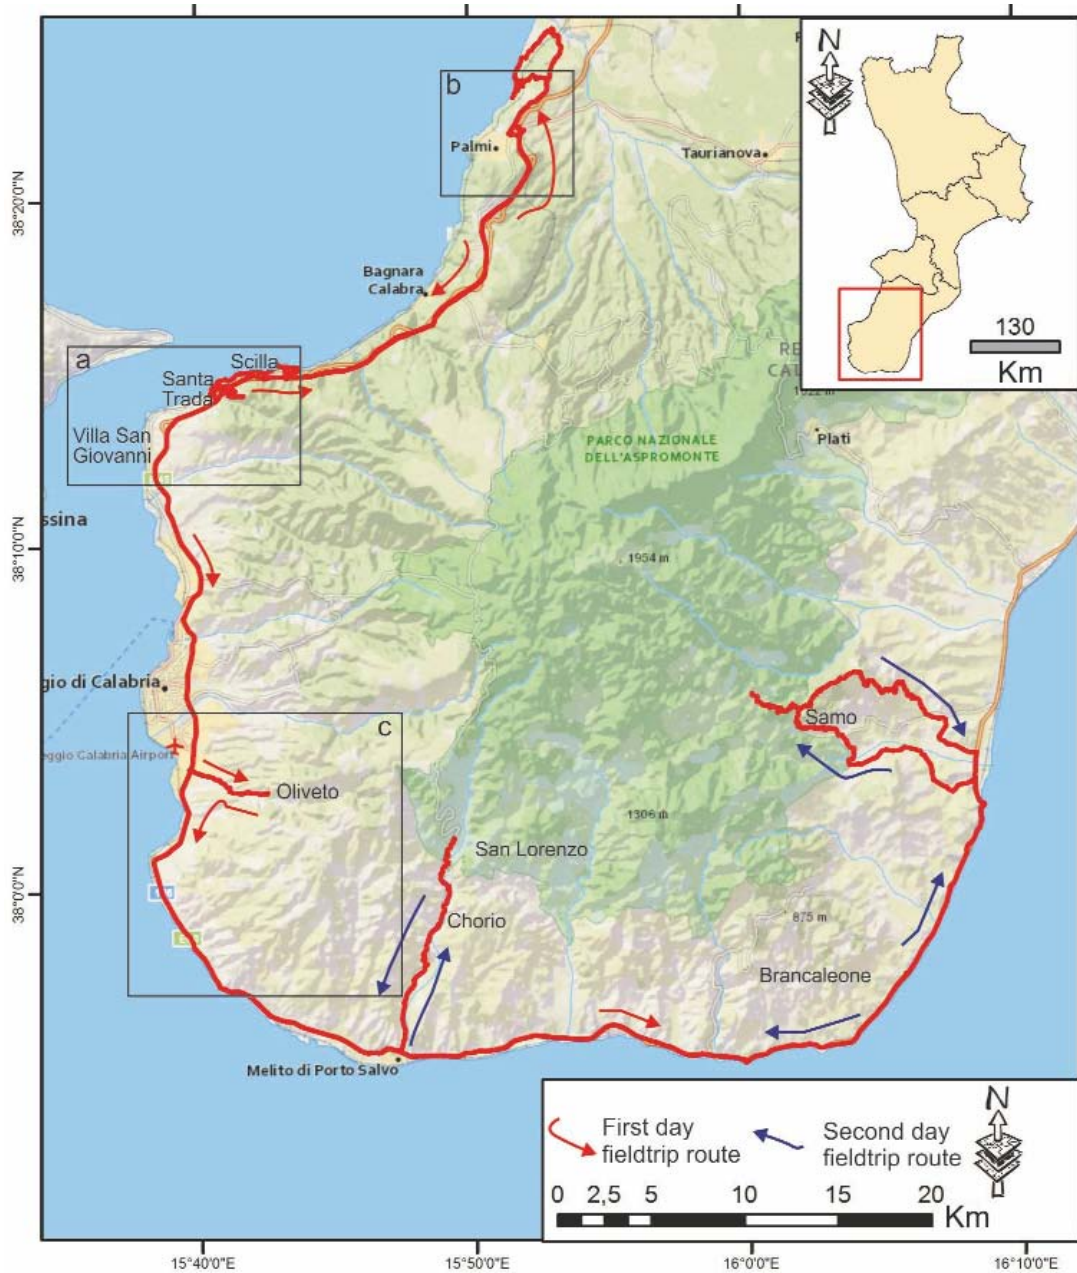 b
Palmi
Taurianova
38°20'0"N
Bagnara
Calabra
a
Scilla
Santa
Trada
Villa San
Giovanni
N
130
Km
Platì
PARCO NAZIONALE
DELL'ASPROMONTE
ssina
38°10'0"N
1954 m
gio di Calabria
c
eggio Calabria Airport
Samo
Oliveto
1306 m
San Lorenzo
38°0'0"N
Chorio
875 m
Brancaleone
Melito di Porto Salvo
First day
fieldtrip route
Second day
fieldtrip route
N
0 2,5 5 10 15 20
Km
15°40'0"E
15°50'0"E
16°0'0"E
16°10'0"E